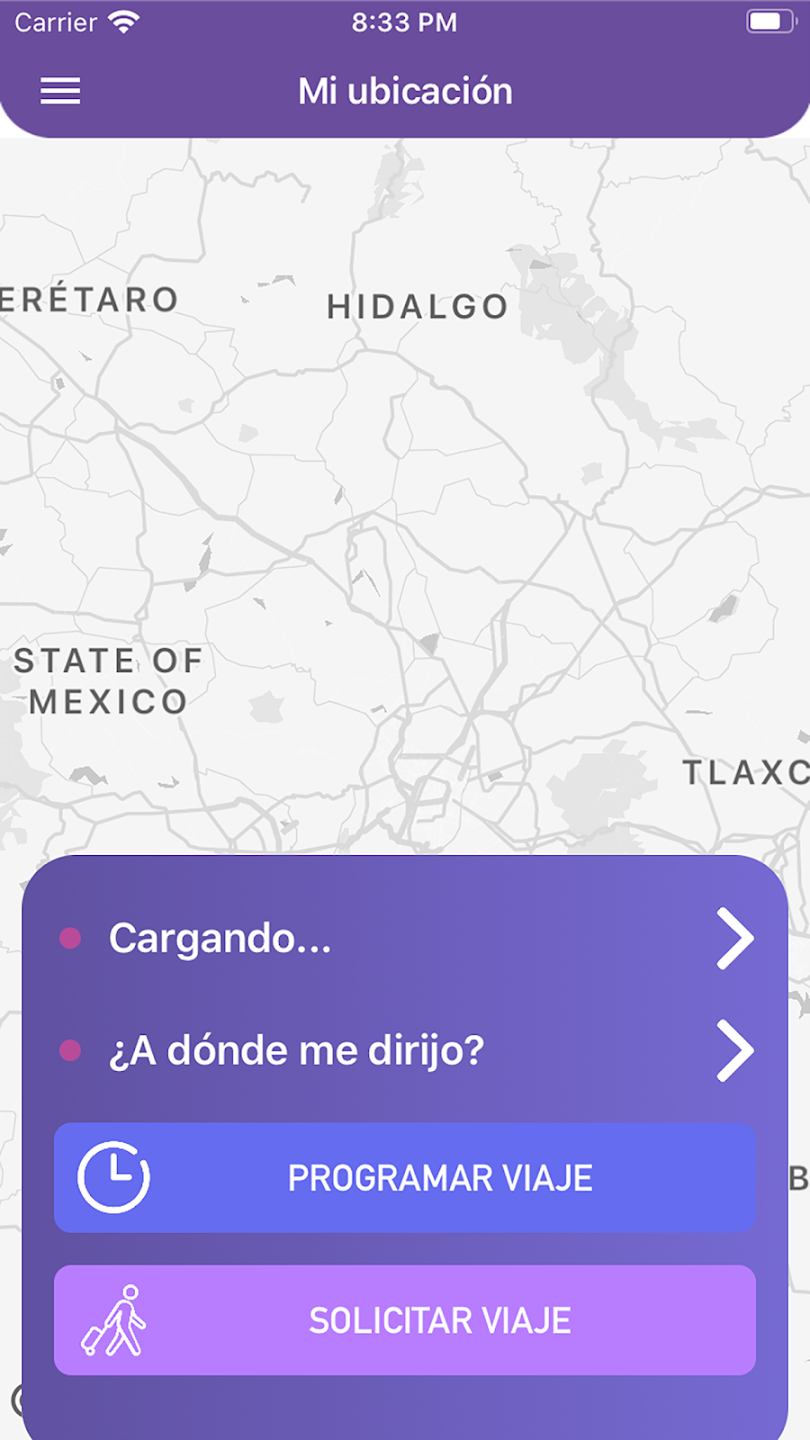 Carrier 8:33 PM
Mi ubicación
ERÉTARO
HIDALGO
STATE OF
MEXICO
TLAXC
Cargando...
¿A dónde me dirijo?
PROGRAMAR VIAJE
B
SOLICITAR VIAJE